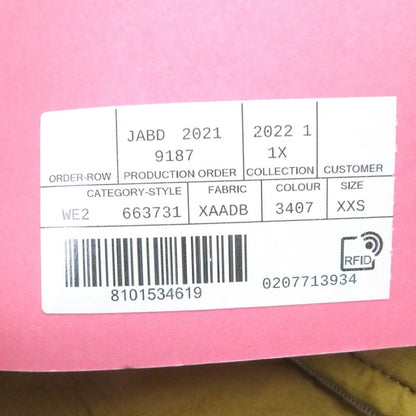 JABD 2021 2022 1
9187 1X
ORDER-ROW PRODUCTION ORDER COLLECTION CUSTOMER
CATEGORY-STYLE FABRIC COLOUR SIZE
WE2 663731 XAADB 3407 XXS
RFID
8101534619 0207713934